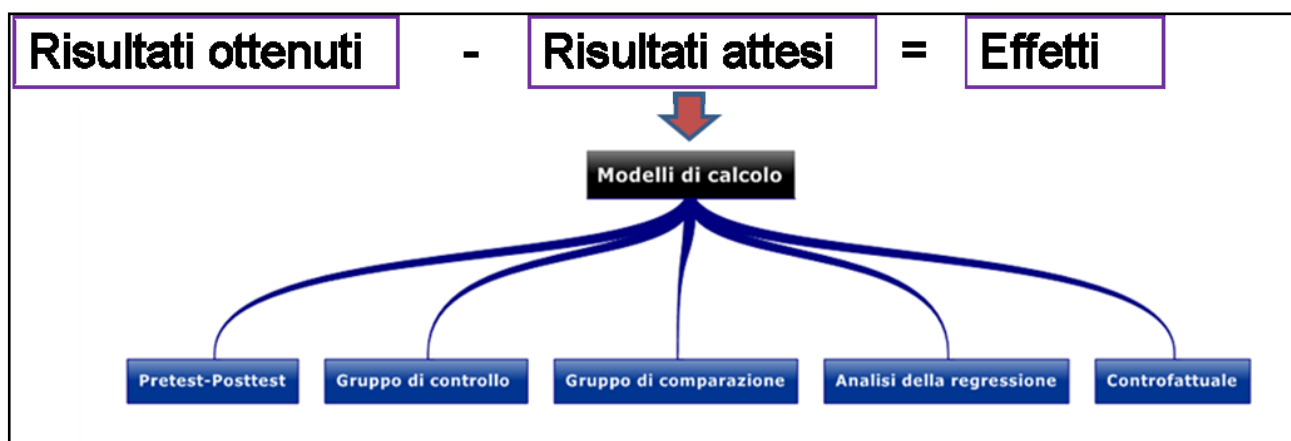 Risultati ottenuti - Risultati attesi = Effetti
Modelli di calcolo
Pretest-Posttest Gruppo di controllo Gruppo di comparazione Analisi della regressione Controfattuale